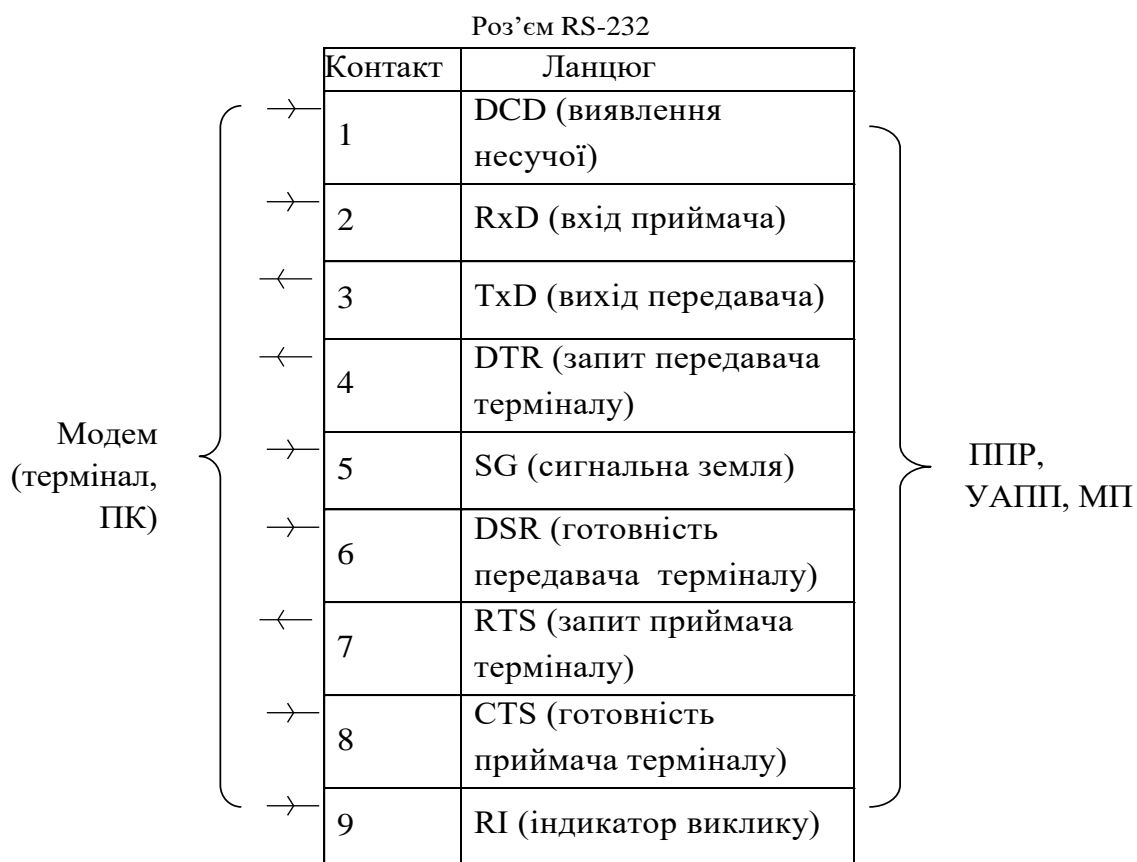 Роз’єм RS-232
Контакт Ланцюг
1 DCD (виявлення
несучої)
2 RxD (вхід приймача)
3 TxD (вихід передавача)
4 DTR (запит передавача
терміналу)
Модем
(термінал,
ПК)
5 SG (сигнальна земля)
ППР,
УАПП, МП
6 DSR (готовність
передавача терміналу)
7 RTS (запит приймача
терміналу)
8 CTS (готовність
приймача терміналу)
9 RI (індикатор виклику)